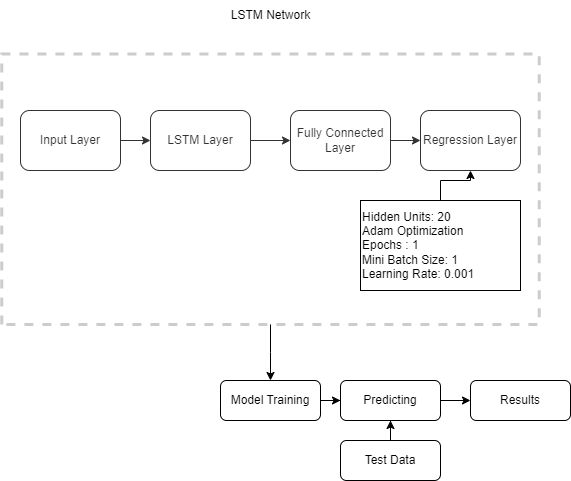 LSTM Network
Input Layer
LSTM Layer
Fully Connected
Layer
Regression Layer
Hidden Units: 20
Adam Optimization
Epochs : 1
Mini Batch Size: 1
Learning Rate: 0.001
Model Training
Predicting
Results
Test Data